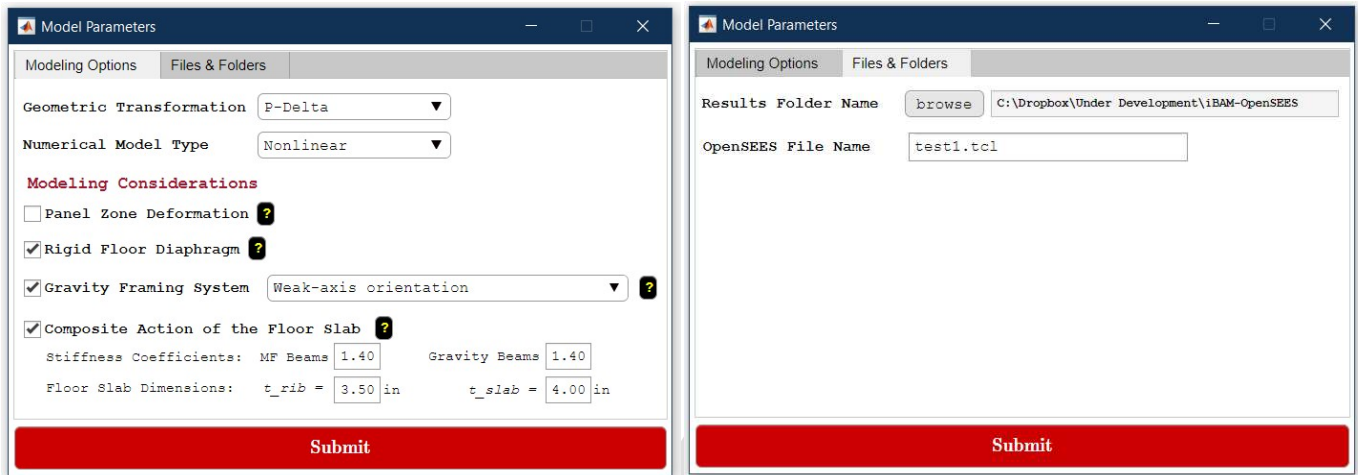 Model Parameters
Modeling Options Files & Folders
Geometric Transformation P-Delta
Numerical Model Type Nonlinear
Modeling Considerations
Panel Zone Deformation ?
Rigid Floor Diaphragm ?
Gravity Framing System Weak-axis orientation ?
Composite Action of the Floor Slab ?
Stiffness Coefficients: MF Beams 1.40 Gravity Beams 1.40
Floor Slab Dimensions: t_rib = 3.50 in t_slab = 4.00 in
Submit
Model Parameters
Modeling Options Files & Folders
Results Folder Name browse C:\Dropbox\Under Development\iBAM-OpenSEES
OpenSEES File Name test1.tcl
Submit